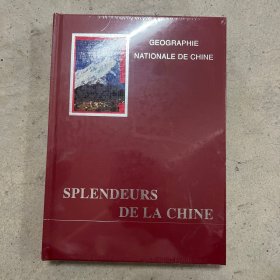 GEOGRAPHIE
NATIONALE DE CHINE
SPLENDEURS
DE LA CHINE